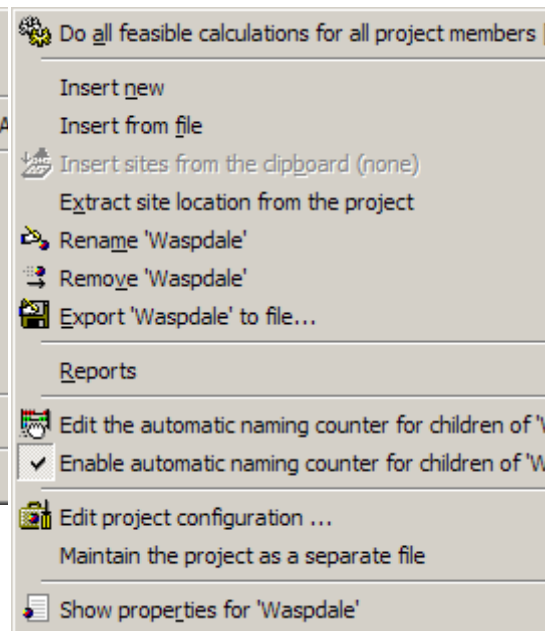 Do all feasible calculations for all project members
Insert new
Insert from file
Insert sites from the clipboard (none)
Extract site location from the project
Rename 'Waspdale'
Remove 'Waspdale'
Export 'Waspdale' to file...
Reports
Edit the automatic naming counter for children of
Enable automatic naming counter for children of
Edit project configuration ...
Maintain the project as a separate file
Show properties for 'Waspdale'